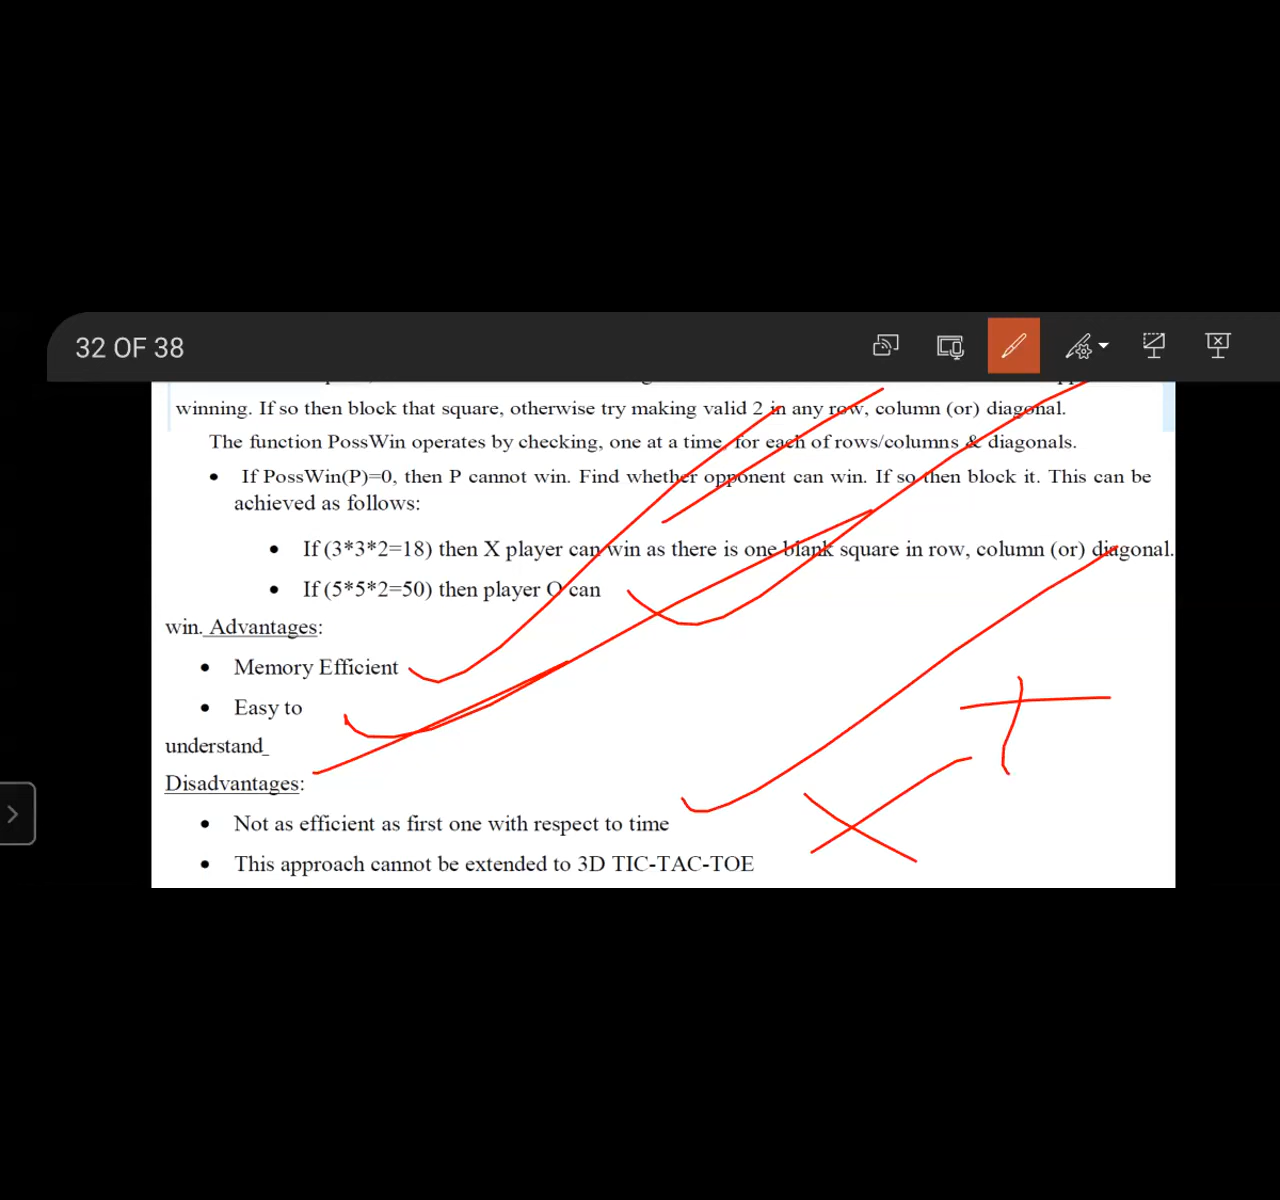 32 OF 38
winning. If so then block that square, otherwise try making valid 2 in any row, column (or) diagonal.
The function PossWin operates by checking, one at a time, for each of rows/columns & diagonals.
• If PossWin(P)=0, then P cannot win. Find whether opponent can win. If so then block it. This can be
achieved as follows:
• If (3*3*2=18) then X player can win as there is one blank square in row, column (or) diagonal.
• If (5*5*2=50) then player O can
win. Advantages:
• Memory Efficient
• Easy to
understand_
Disadvantages:
• Not as efficient as first one with respect to time
• This approach cannot be extended to 3D TIC-TAC-TOE